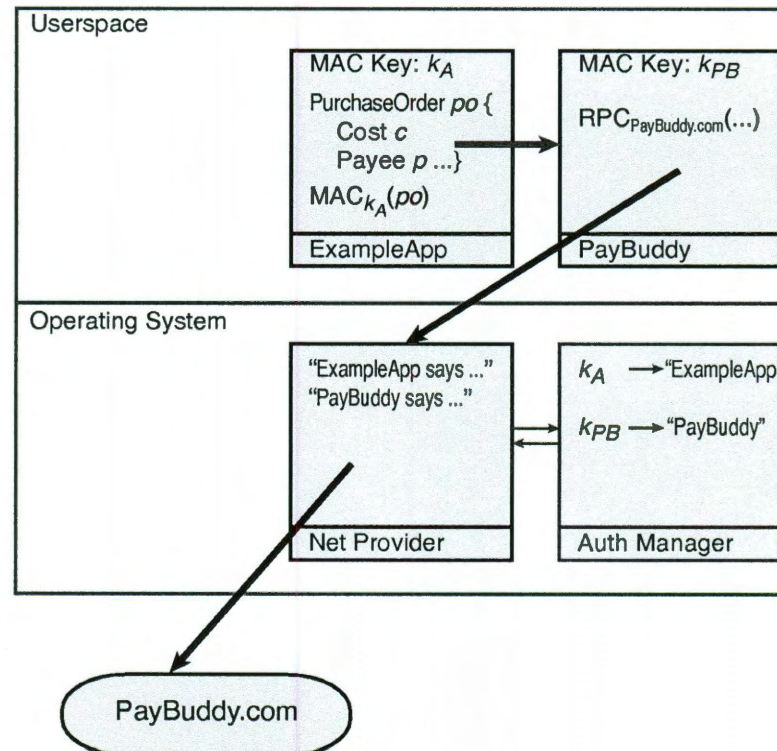 Userspace
MAC Key: kA
PurchaseOrder po {
Cost c
Payee p ...}
MACkA(po)
ExampleApp
MAC Key: kPB
RPCPayBuddy.com(...)
PayBuddy
Operating System
“ExampleApp says ...”
“PayBuddy says ...”
Net Provider
kA → “ExampleApp
kPB → “PayBuddy”
Auth Manager
PayBuddy.com